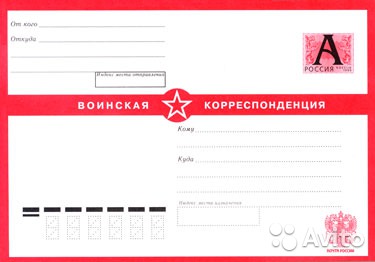 От кого
Откуда
А
РОССИЯ
Индекс места отправления
ВОИНСКАЯ КОРРЕСПОНДЕНЦИЯ
Кому
Куда
Индекс места назначения
ПОЧТА РОССИИ
Avito